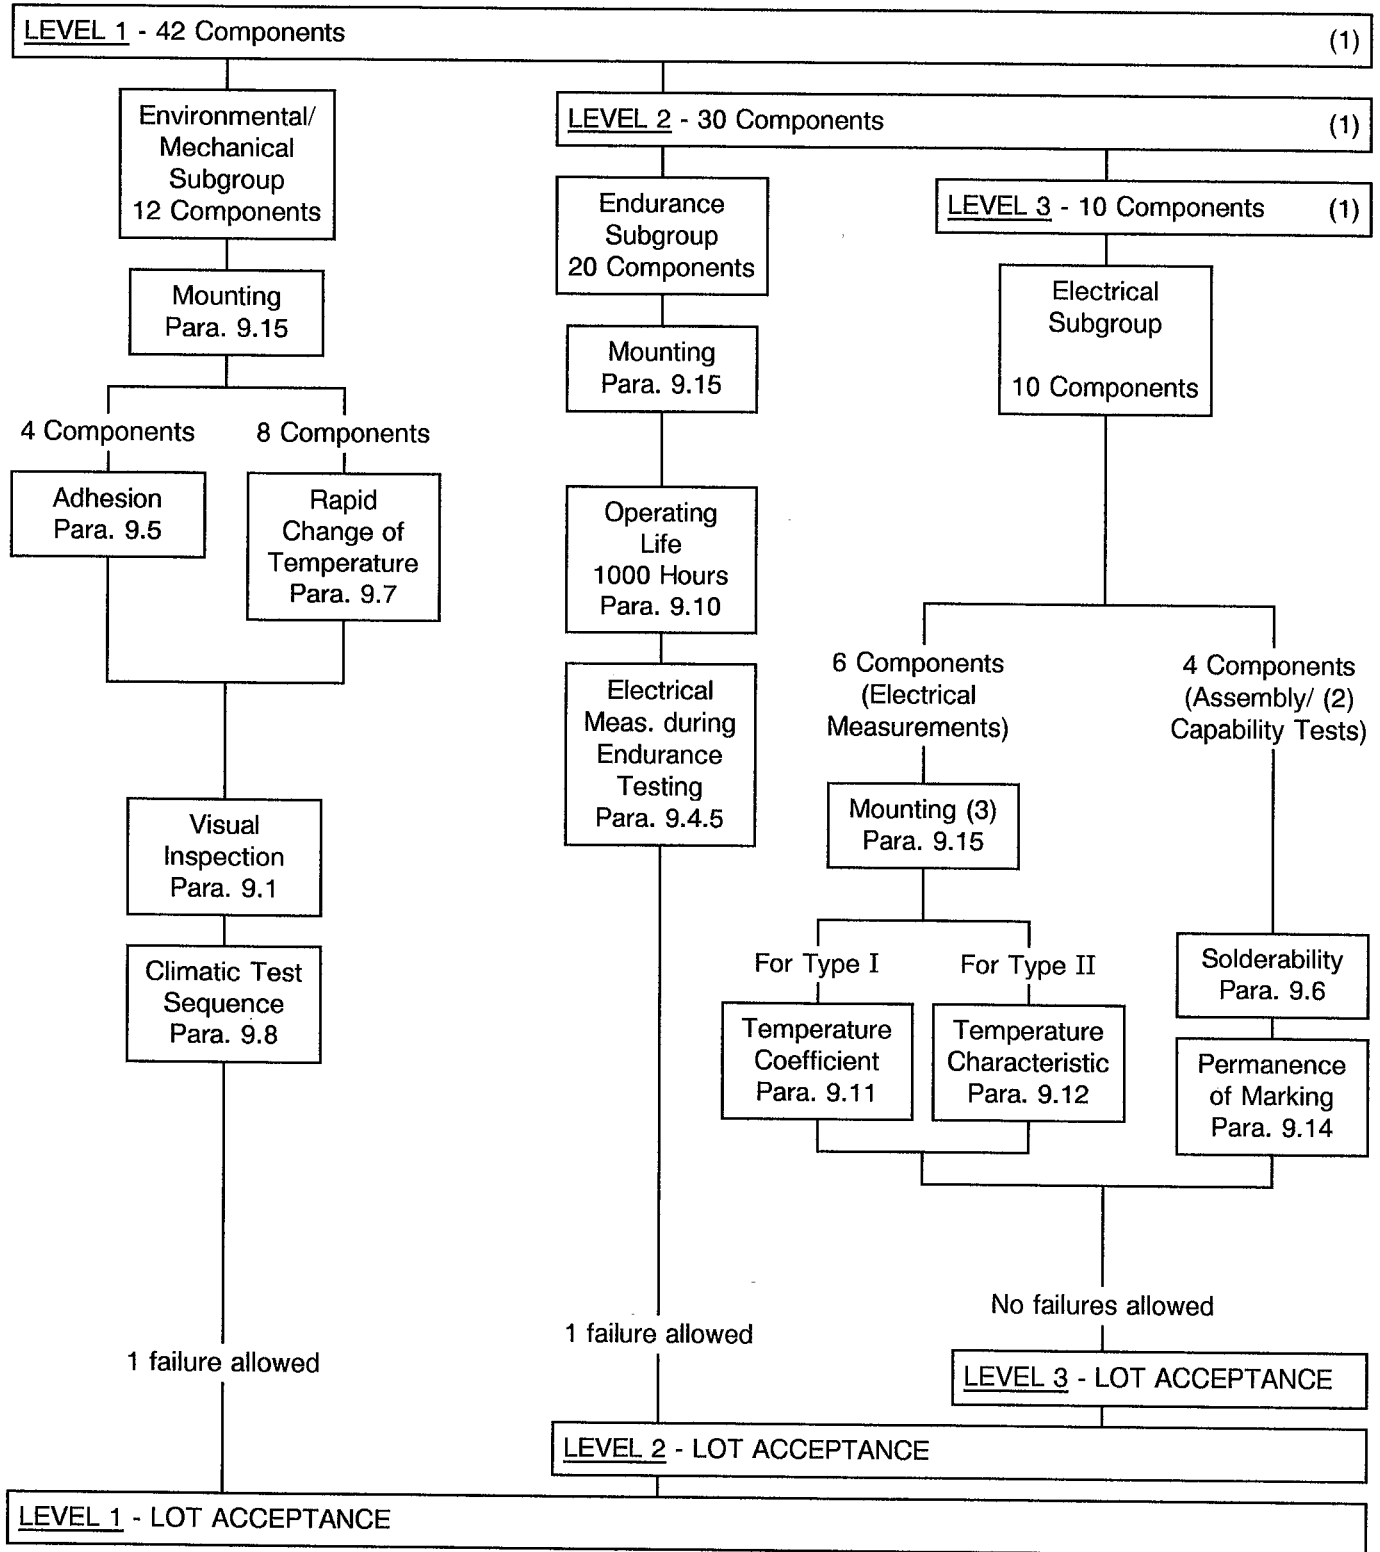 LEVEL 1 - 42 Components (1)
Environmental/
Mechanical
Subgroup
12 Components
Mounting
Para. 9.15
4 Components
8 Components
Adhesion
Para. 9.5
Rapid
Change of
Temperature
Para. 9.7
Visual
Inspection
Para. 9.1
Climatic Test
Sequence
Para. 9.8
1 failure allowed
LEVEL 2 - 30 Components (1)
Endurance
Subgroup
20 Components
Mounting
Para. 9.15
Operating
Life
1000 Hours
Para. 9.10
Electrical
Meas. during
Endurance
Testing
Para. 9.4.5
1 failure allowed
LEVEL 3 - 10 Components (1)
Electrical
Subgroup
10 Components
6 Components
(Electrical
Measurements)
Mounting (3)
Para. 9.15
For Type I
For Type II
Temperature
Coefficient
Para. 9.11
Temperature
Characteristic
Para. 9.12
4 Components
(Assembly/ (2)
Capability Tests)
Solderability
Para. 9.6
Permanence
of Marking
Para. 9.14
No failures allowed
LEVEL 3 - LOT ACCEPTANCE
LEVEL 2 - LOT ACCEPTANCE
LEVEL 1 - LOT ACCEPTANCE